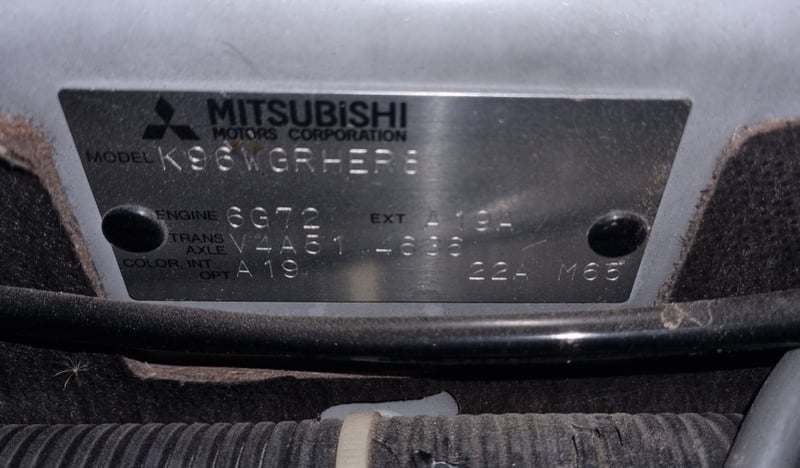 MITSUBISHI
MOTORS CORPORATION
MODEL K96WGRHER8
ENGINE 6G72 EXT A19A
TRANS AXLE V4A51 4636
COLOR, INT OPT A19 22A M65